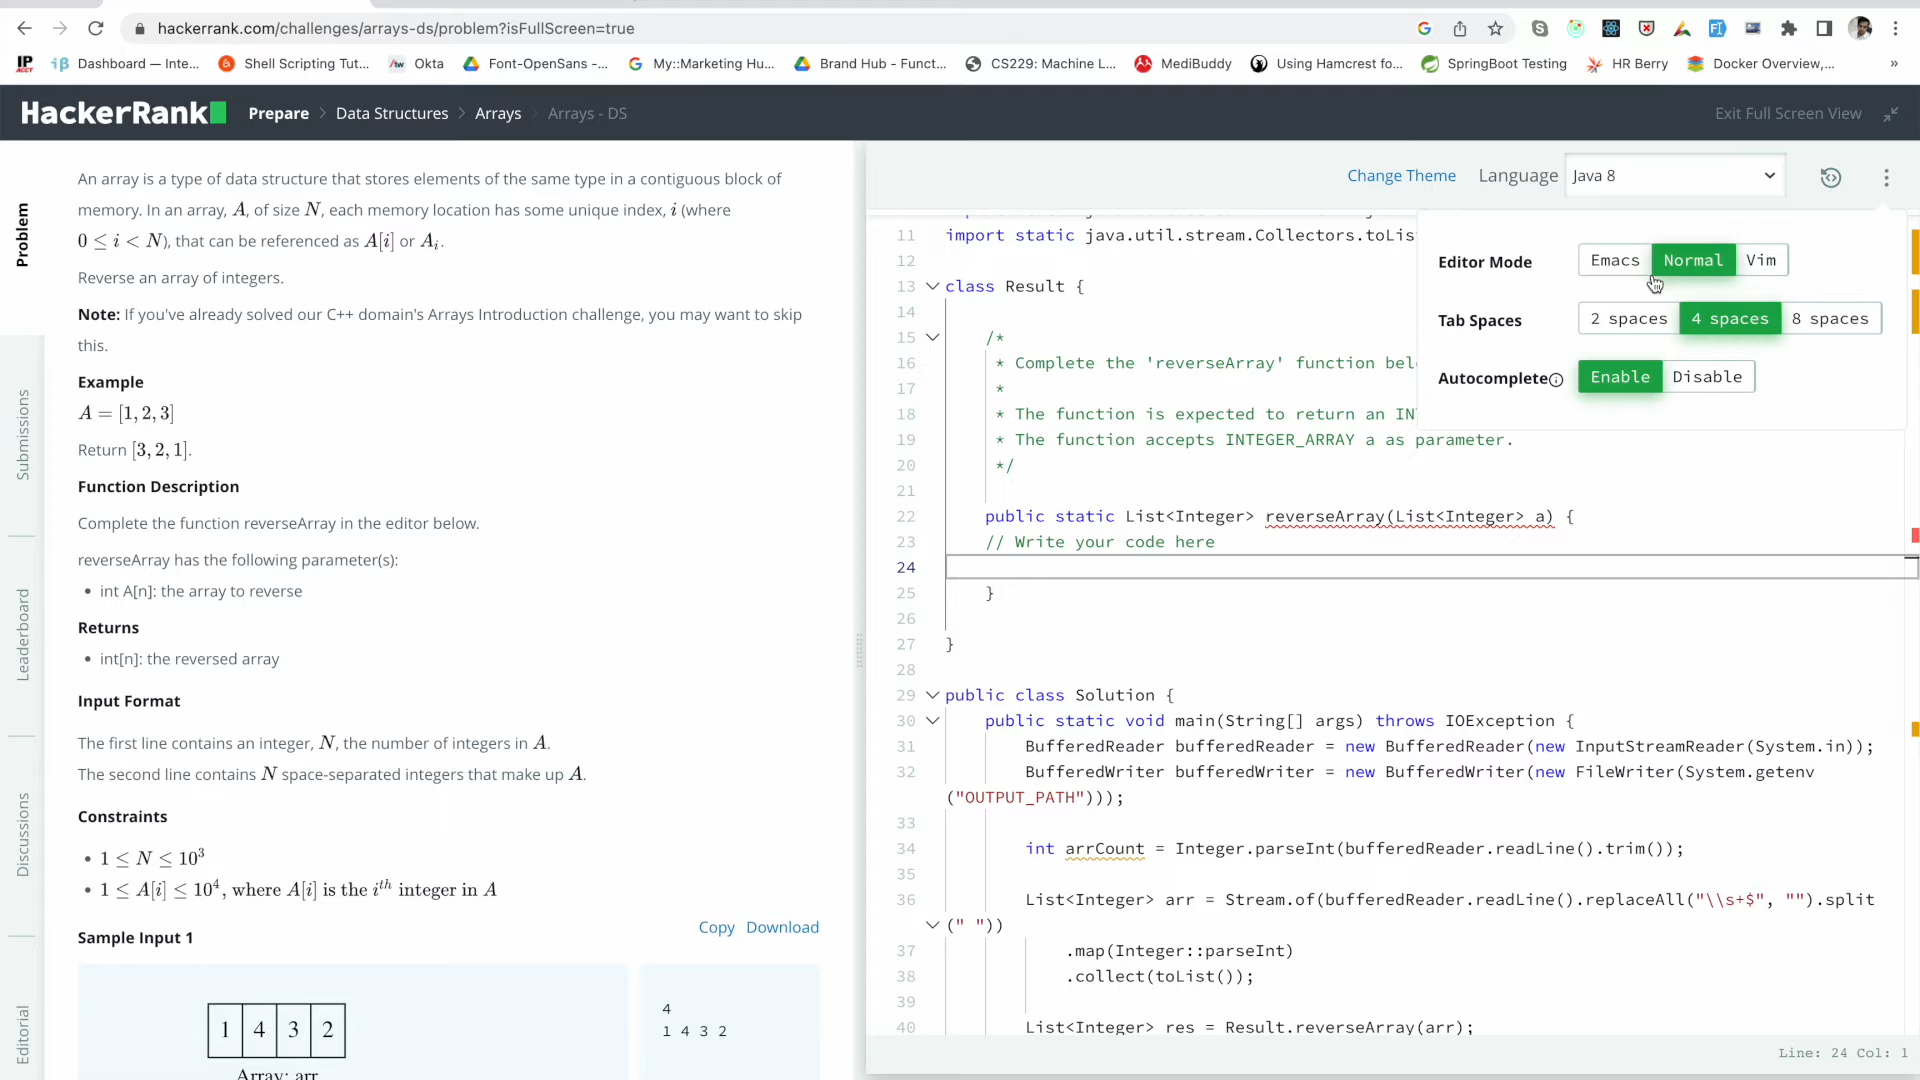 hackerrank.com/challenges/arrays-ds/problem?isFullScreen=true
IP Dashboard — Inte... Shell Scripting Tut... Okta Font-OpenSans -... My::Marketing Hu... Brand Hub - Funct... CS229: Machine L... MediBuddy Using Hamcrest fo... SpringBoot Testing HR Berry Docker Overview,... »
HackerRank Prepare > Data Structures > Arrays > Arrays - DS Exit Full Screen View
Problem
Submissions
Leaderboard
Discussions
Editorial
An array is a type of data structure that stores elements of the same type in a contiguous block of
memory. In an array, A, of size N, each memory location has some unique index, i (where
0 ≤ i < N), that can be referenced as A[i] or Aᵢ.
Reverse an array of integers.
Note: If you've already solved our C++ domain's Arrays Introduction challenge, you may want to skip
this.
Example
A = [1, 2, 3]
Return [3, 2, 1].
Function Description
Complete the function reverseArray in the editor below.
reverseArray has the following parameter(s):
• int A[n]: the array to reverse
Returns
• int[n]: the reversed array
Input Format
The first line contains an integer, N, the number of integers in A.
The second line contains N space-separated integers that make up A.
Constraints
• 1 ≤ N ≤ 10³
• 1 ≤ A[i] ≤ 10⁴, where A[i] is the iᵗʰ integer in A
Copy Download
Sample Input 1
1 4 3 2
Array: arr
4
1 4 3 2
Change Theme Language Java 8
Editor Mode Emacs Normal Vim
Tab Spaces 2 spaces 4 spaces 8 spaces
Autocomplete Enable Disable
11 import static java.util.stream.Collectors.toLis
12
13 class Result {
14
15 /*
16 * Complete the 'reverseArray' function bel
17 *
18 * The function is expected to return an IN
19 * The function accepts INTEGER_ARRAY a as parameter.
20 */
21
22 public static List<Integer> reverseArray(List<Integer> a) {
23 // Write your code here
24
25 }
26
27 }
28
29 public class Solution {
30 public static void main(String[] args) throws IOException {
31 BufferedReader bufferedReader = new BufferedReader(new InputStreamReader(System.in));
32 BufferedWriter bufferedWriter = new BufferedWriter(new FileWriter(System.getenv
("OUTPUT_PATH")));
33
34 int arrCount = Integer.parseInt(bufferedReader.readLine().trim());
35
36 List<Integer> arr = Stream.of(bufferedReader.readLine().replaceAll("\\s+$", "").split
(" "))
37 .map(Integer::parseInt)
38 .collect(toList());
39
40 List<Integer> res = Result.reverseArray(arr);
Line: 24 Col: 1